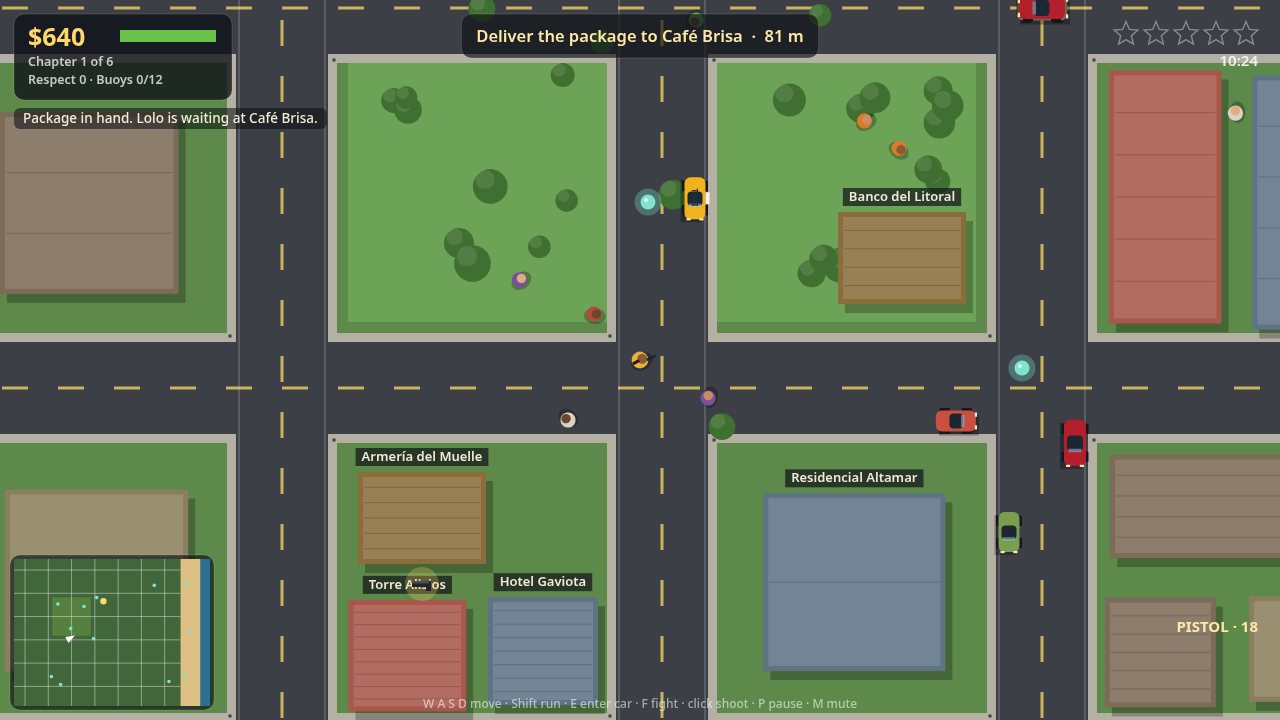 $640
Chapter 1 of 6
Respect 0 · Buoys 0/12
Package in hand. Lolo is waiting at Café Brisa.
Deliver the package to Café Brisa · 81 m
10:24
Banco del Litoral
Armería del Muelle
Residencial Altamar
Torre
Hotel Gaviota
PISTOL · 18
W A S D move · Shift run · E enter car · F fight · click shoot · P pause · M mute